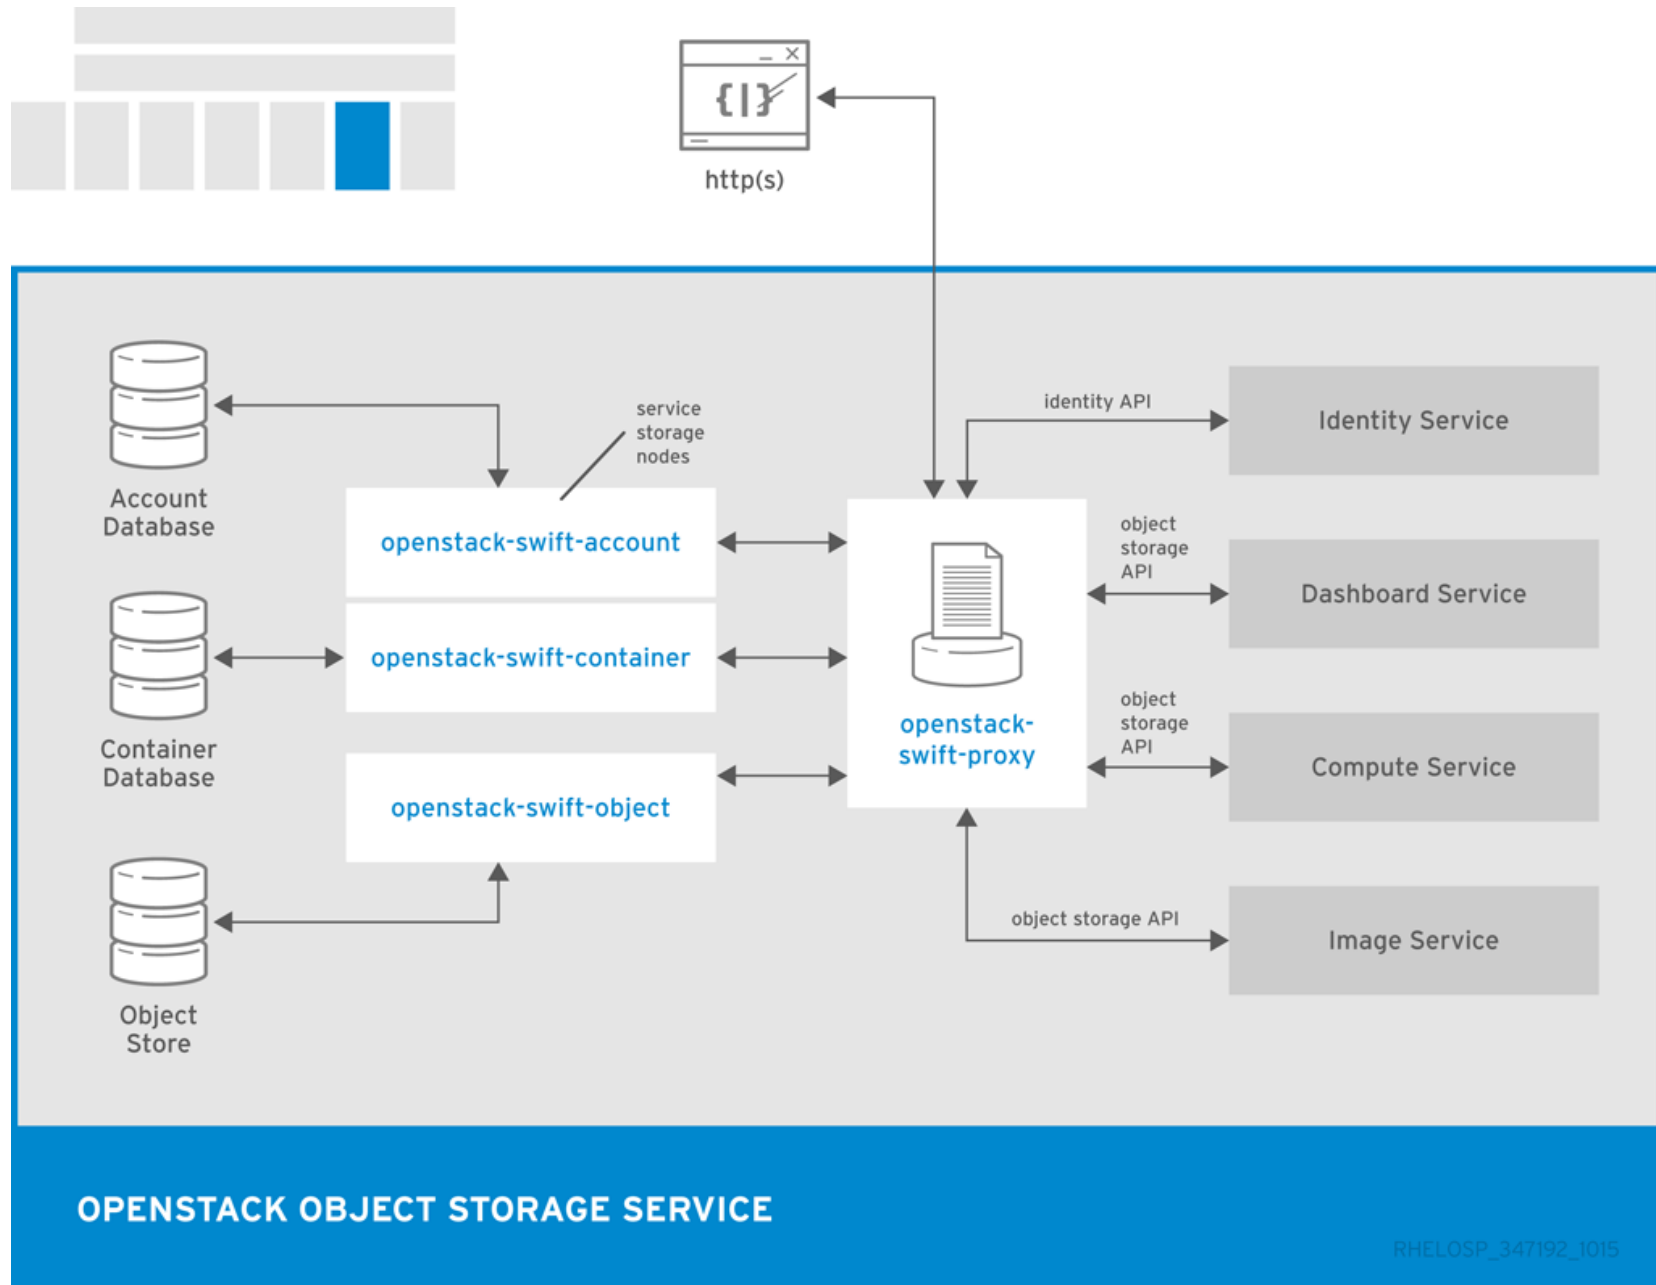 {|}
http(s)
Account
Database
service
storage
nodes
openstack-swift-account
Container
Database
openstack-swift-container
openstack-swift-object
Object
Store
openstack-
swift-proxy
identity API
Identity Service
object
storage
API
Dashboard Service
object
storage
API
Compute Service
object storage API
Image Service
OPENSTACK OBJECT STORAGE SERVICE
RHELOSP_347192_1015